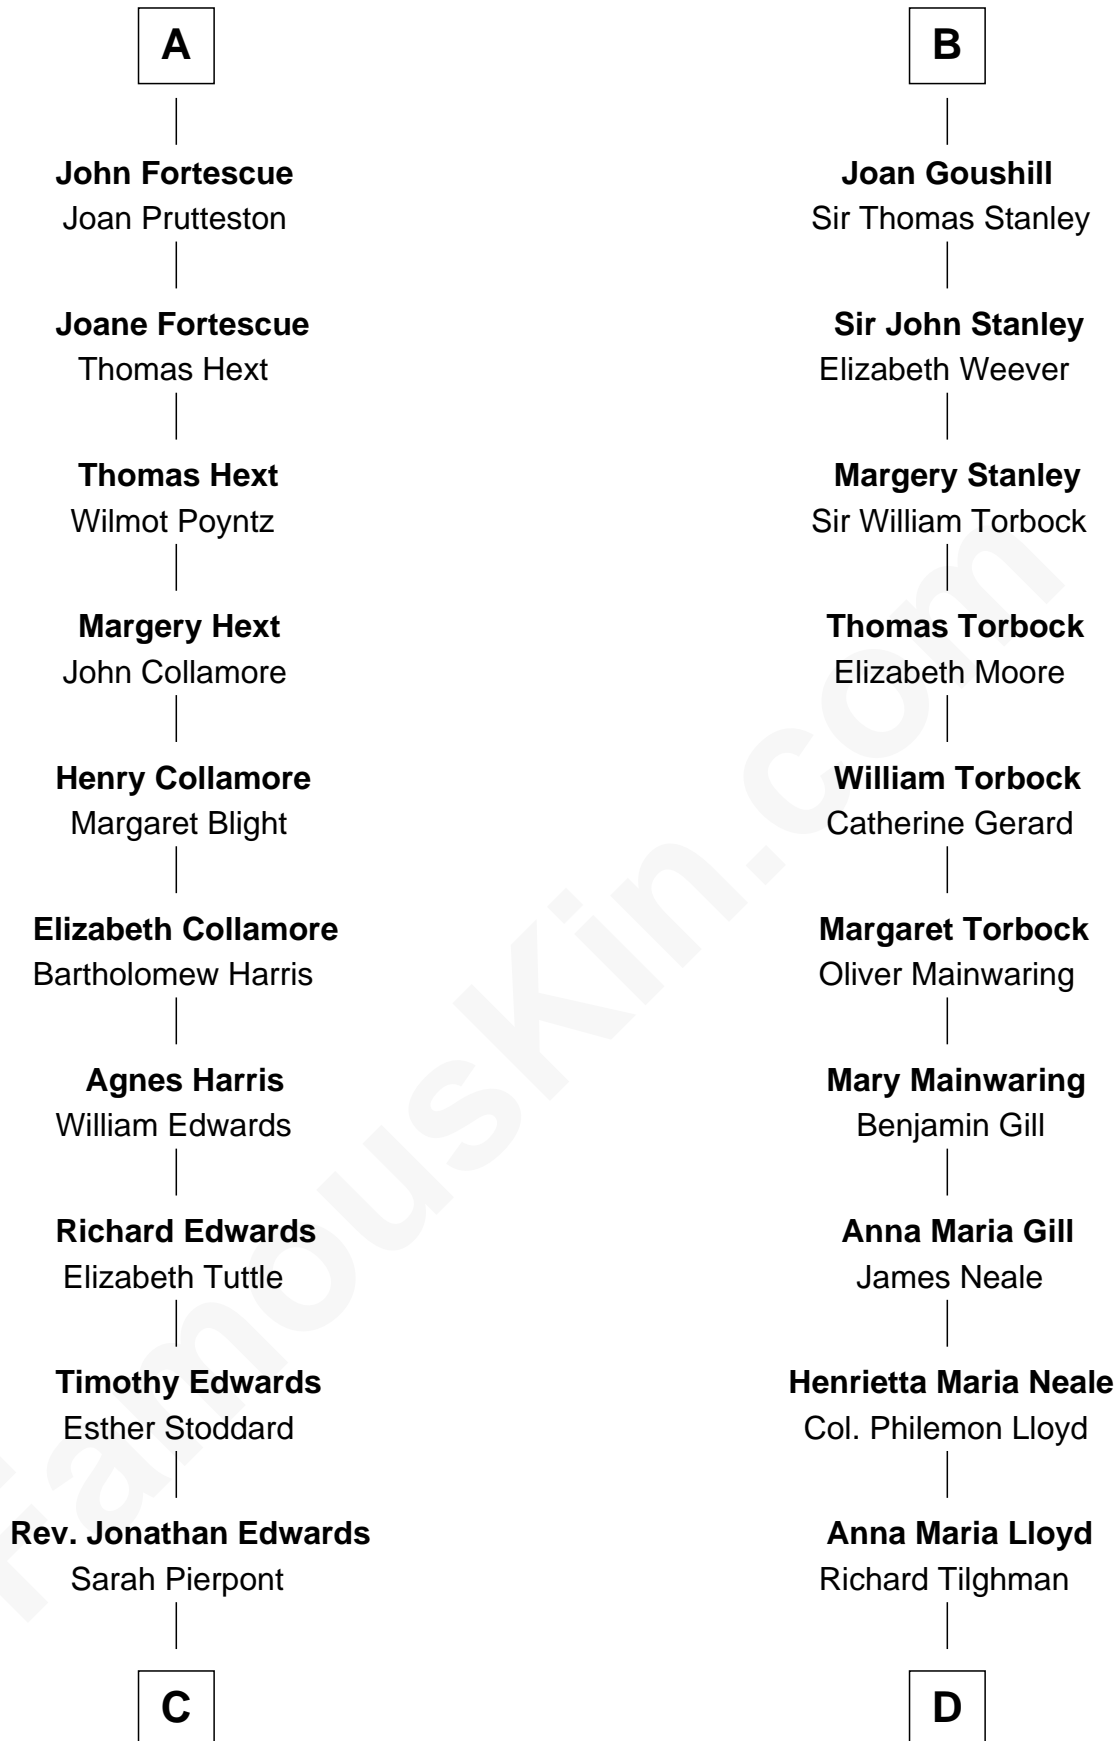 A
John Fortescue
Joan Prutteston
Joane Fortescue
Thomas Hext
Thomas Hext
Wilmot Poyntz
Margery Hext
John Collamore
Henry Collamore
Margaret Blight
Elizabeth Collamore
Bartholomew Harris
Agnes Harris
William Edwards
Richard Edwards
Elizabeth Tuttle
Timothy Edwards
Esther Stoddard
Rev. Jonathan Edwards
Sarah Pierpont
C
B
Joan Goushill
Sir Thomas Stanley
Sir John Stanley
Elizabeth Weever
Margery Stanley
Sir William Torbock
Thomas Torbock
Elizabeth Moore
William Torbock
Catherine Gerard
Margaret Torbock
Oliver Mainwaring
Mary Mainwaring
Benjamin Gill
Anna Maria Gill
James Neale
Henrietta Maria Neale
Col. Philemon Lloyd
Anna Maria Lloyd
Richard Tilghman
D
FamousKin.com